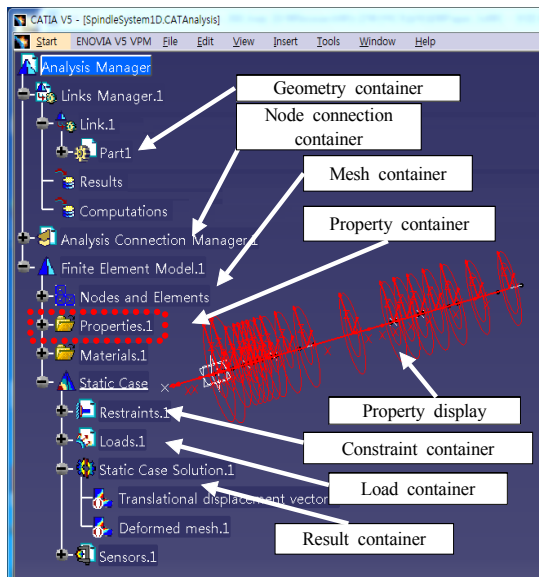 CATIA V5 - [SpindleSystem1D.CATAnalysis]
Start ENOVIA V5 VPM File Edit View Insert Tools Window Help
Analysis Manager
Geometry container
Links Manager.1
Node connection
container
Link.1
Part1
Mesh container
Results
Computations
Property container
Analysis Connection Manager.1
Finite Element Model.1
Nodes and Elements
Properties.1
Materials.1
Static Case
Property display
Restraints.1
Constraint container
Loads.1
Load container
Static Case Solution.1
Translational displacement vector
Deformed mesh.1
Result container
Sensors.1